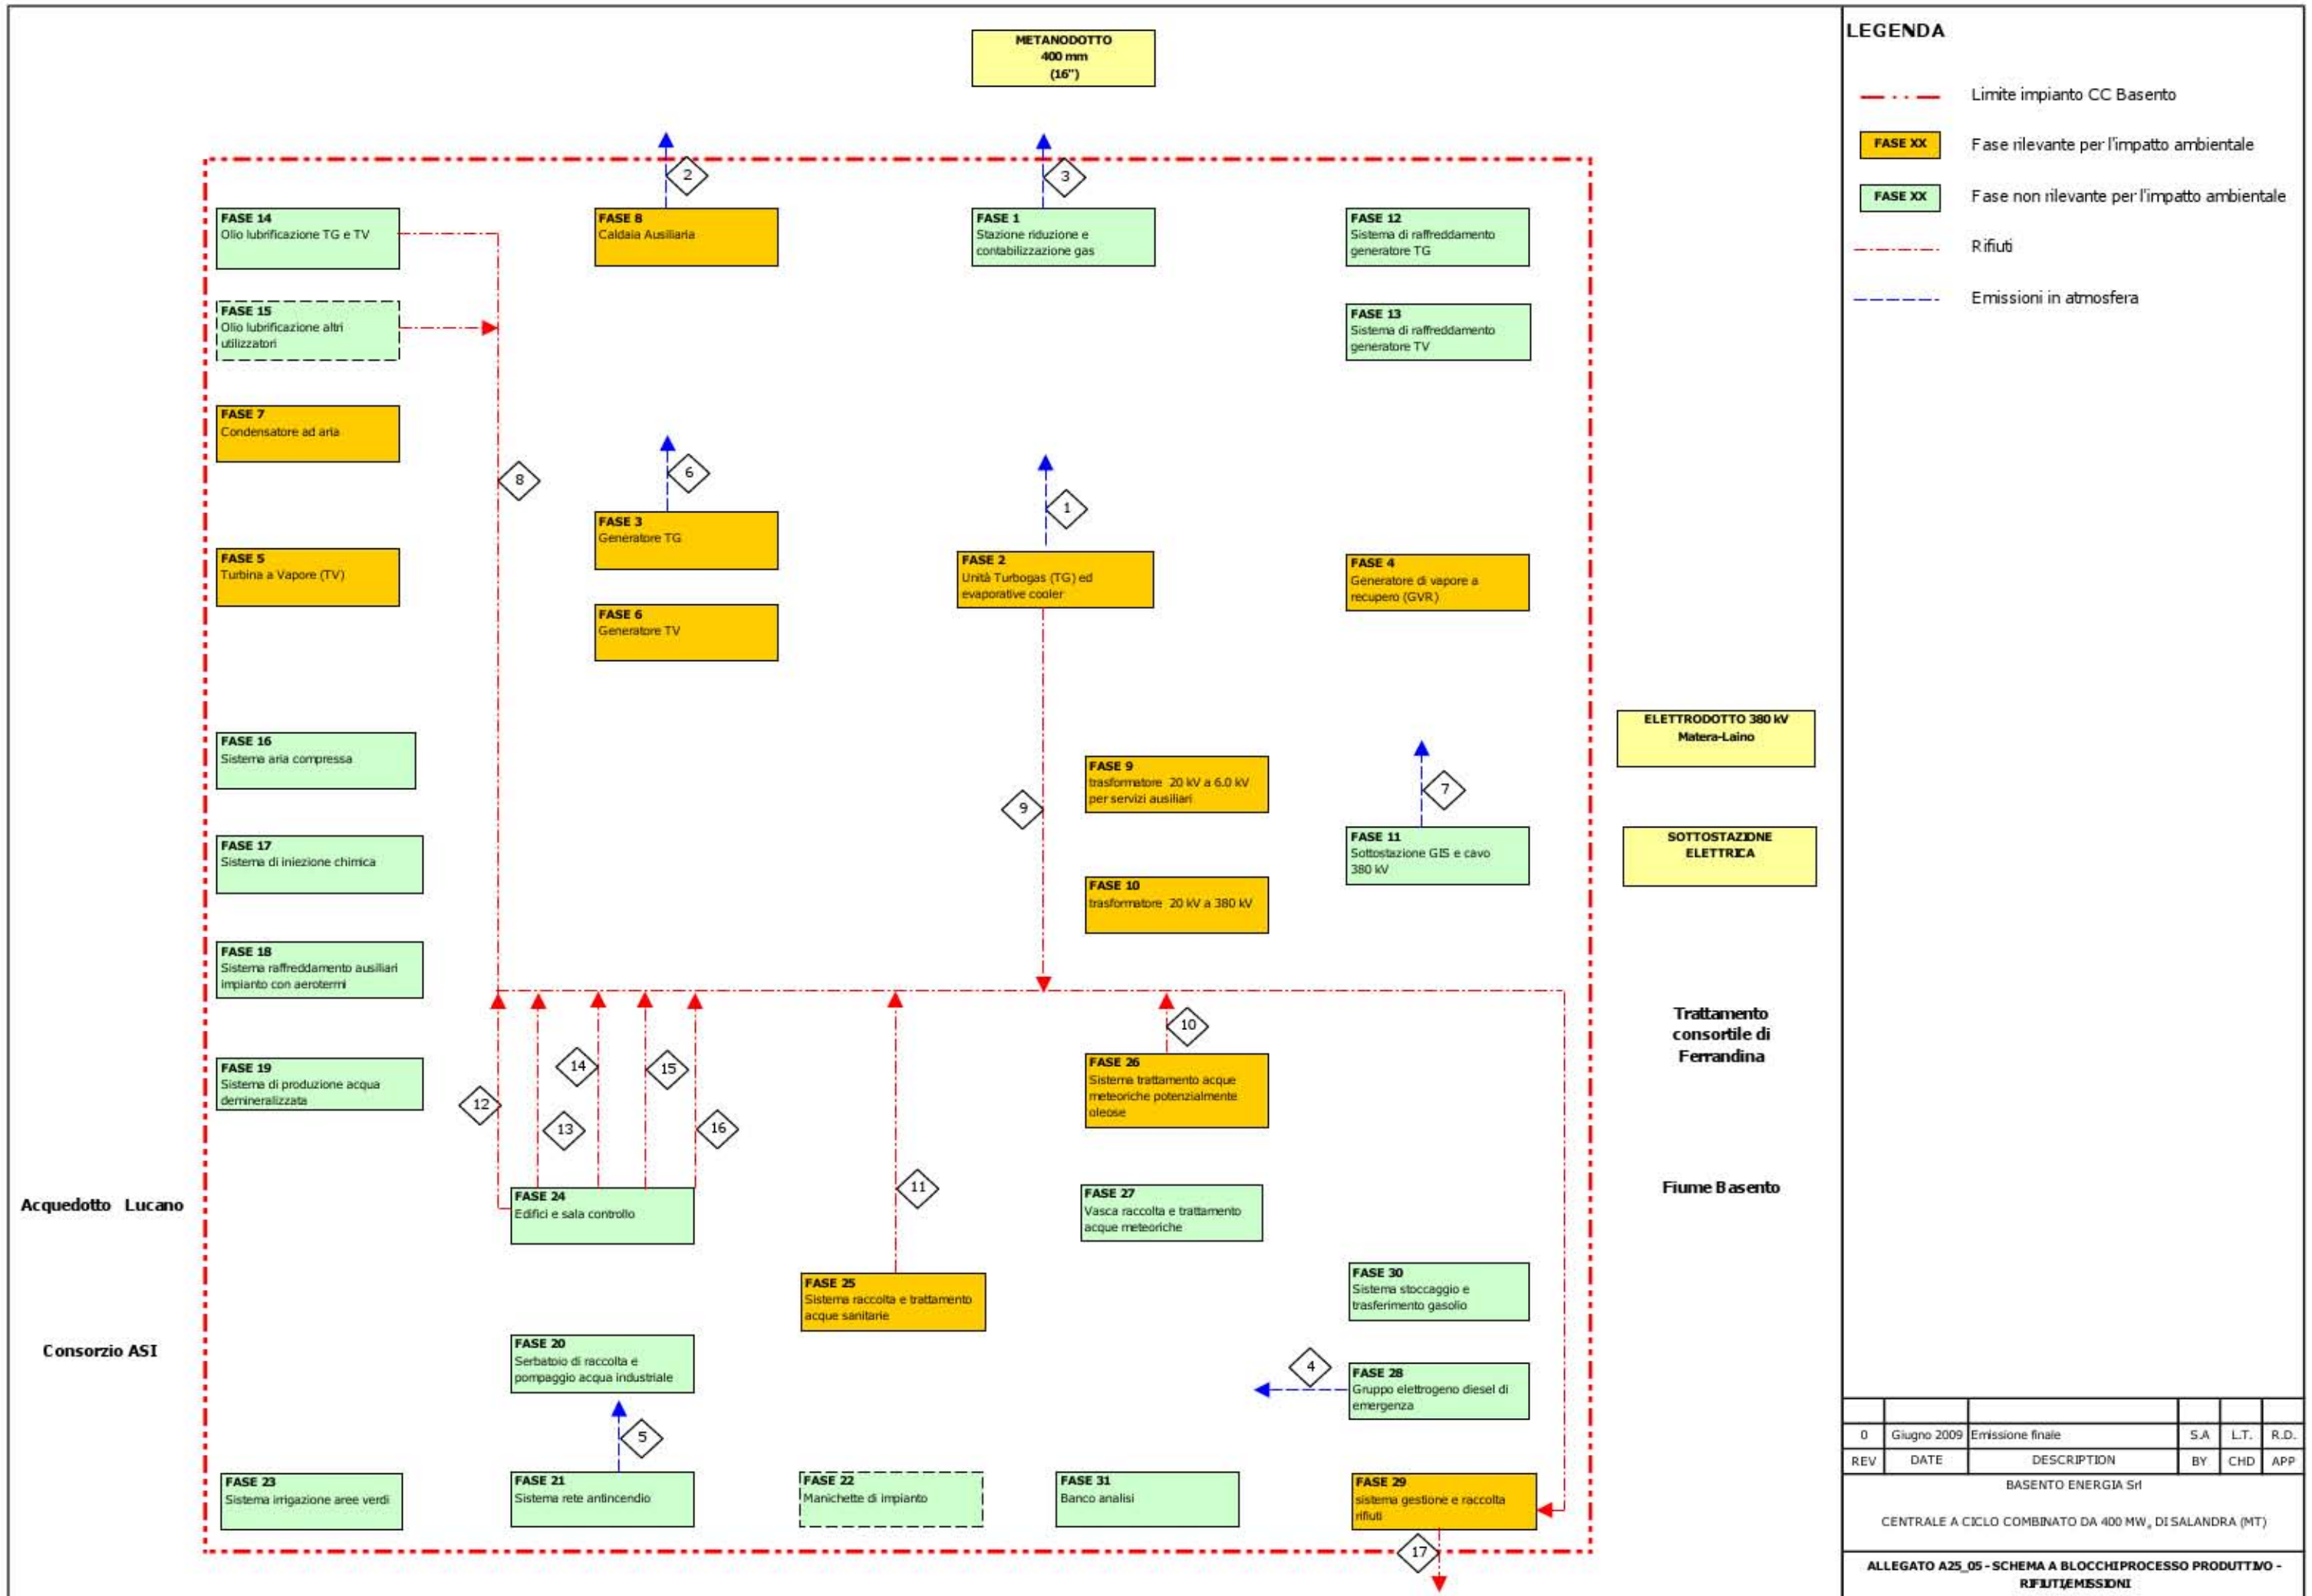 METANODOTTO
400 mm
(16")
2
3
FASE 14
Olio lubrificazione TG e TV
FASE 8
Caldaia Ausiliaria
FASE 1
Stazione riduzione e
contabilizzazione gas
FASE 12
Sistema di raffreddamento
generatore TG
FASE 15
Olio lubrificazione altri
utilizzatori
FASE 13
Sistema di raffreddamento
generatore TV
FASE 7
Condensatore ad aria
8
6
1
FASE 3
Generatore TG
FASE 5
Turbina a Vapore (TV)
FASE 2
Unità Turbogas (TG) ed
evaporative cooler
FASE 4
Generatore di vapore a
recupero (GVR)
FASE 6
Generatore TV
ELETTRODOTTO 380 kV
Matera-Laino
FASE 16
Sistema aria compressa
FASE 9
trasformatore 20 kV a 6.0 kV
per servizi ausiliari
9
7
FASE 17
Sistema di iniezione chimica
FASE 11
Sottostazione GIS e cavo
380 kV
SOTTOSTAZIONE
ELETTRICA
FASE 10
trasformatore 20 kV a 380 kV
FASE 18
Sistema raffreddamento ausiliari
impianto con aerotermi
10
Trattamento
consortile di
Ferrandina
FASE 19
Sistema di produzione acqua
demineralizzata
12
13
14
15
16
FASE 26
Sistema trattamento acque
meteoriche potenzialmente
oleose
Acquedotto Lucano
FASE 24
Edifici e sala controllo
11
FASE 27
Vasca raccolta e trattamento
acque meteoriche
Fiume Basento
FASE 25
Sistema raccolta e trattamento
acque sanitarie
FASE 30
Sistema stoccaggio e
trasferimento gasolio
Consorzio ASI
FASE 20
Serbatoio di raccolta e
pompaggio acqua industriale
4
FASE 28
Gruppo elettrogeno diesel di
emergenza
5
FASE 23
Sistema irrigazione aree verdi
FASE 21
Sistema rete antincendio
FASE 22
Manichette di impianto
FASE 31
Banco analisi
FASE 29
sistema gestione e raccolta
rifiuti
17
LEGENDA
Limite impianto CC Basento
FASE XX Fase rilevante per l'impatto ambientale
FASE XX Fase non rilevante per l'impatto ambientale
Rifiuti
Emissioni in atmosfera
0 Giugno 2009 Emissione finale S.A L.T. R.D.
REV DATE DESCRIPTION BY CHD APP
BASENTO ENERGIA Srl
CENTRALE A CICLO COMBINATO DA 400 MWe DI SALANDRA (MT)
ALLEGATO A25_05 - SCHEMA A BLOCCHI PROCESSO PRODUTTIVO -
RIFIUTI/EMISSIONI